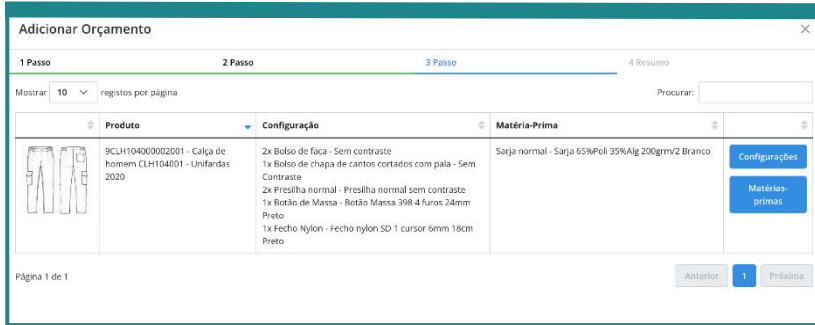 Adicionar Orçamento
1 Passo
2 Passo
3 Passo
4 Resumo
Mostrar 10 registos por página
Procurar:
Produto
Configuração
Matéria-Prima
9CLH104000002001 - Calça de
homem CLH104001 - Unifardas
2020
2x Bolso de faca - Sem contraste
1x Bolso de chapa de cantos cortados com pala - Sem
Contraste
2x Presilha normal - Presilha normal sem contraste
1x Botão de Massa - Botão Massa 398 4 furos 24mm
Preto
1x Fecho Nylon - Fecho nylon SD 1 cursor 6mm 18cm
Preto
Sarja normal - Sarja 65%Poli 35%Alg 200grm/2 Branco
Configurações
Matérias-
primas
Página 1 de 1
Anterior
1
Próxima